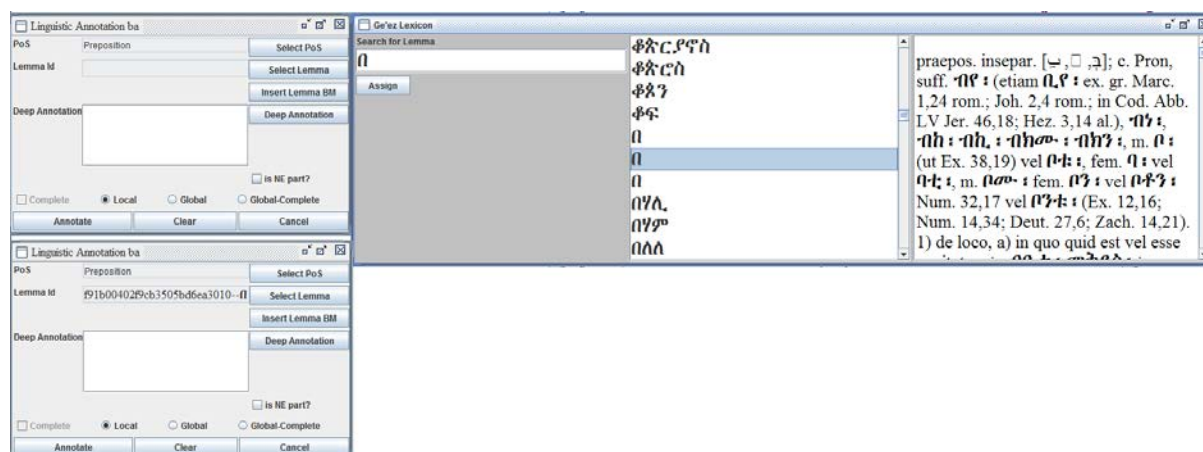 Linguistic Annotation ba
PoS
Preposition
Select PoS
Lemma Id
Select Lemma
Insert Lemma BM
Deep Annotation
Deep Annotation
is NE part?
Complete
Local
Global
Global-Complete
Annotate
Clear
Cancel
Ge'ez Lexicon
Search for Lemma
በ
Assign
ቆጵርያኖስ
ቆጵሮስ
ቆጶን
ቆፍ
በ
በ
በ
በሃሊ
በሃም
በለለ
praepos. insepar. [بِ, בְּ]; c. Pron,
suff. ብየ፡ (etiam ቢየ፡ ex. gr. Marc.
1,24 rom.; Joh. 2,4 rom.; in Cod. Abb.
LV Jer. 46,18; Hez. 3,14 al.), ብነ፡,
ብከ፡ ብኪ፡ ብክሙ፡ ብክን፡, m. ቦ፡
(ut Ex. 38,19) vel ቦቱ፡, fem. ባ፡ vel
ባቲ፡, m. ቦሙ፡ fem. ቦን፡ vel ቦቶን፡
Num. 32,17 vel ቦንቱ፡ (Ex. 12,16;
Num. 14,34; Deut. 27,6; Zach. 14,21).
1) de loco, a) in quo quid est vel esse
Linguistic Annotation ba
PoS
Preposition
Select PoS
Lemma Id
f91b00402f9cb3505bd6ea3010--በ
Select Lemma
Insert Lemma BM
Deep Annotation
Deep Annotation
is NE part?
Complete
Local
Global
Global-Complete
Annotate
Clear
Cancel